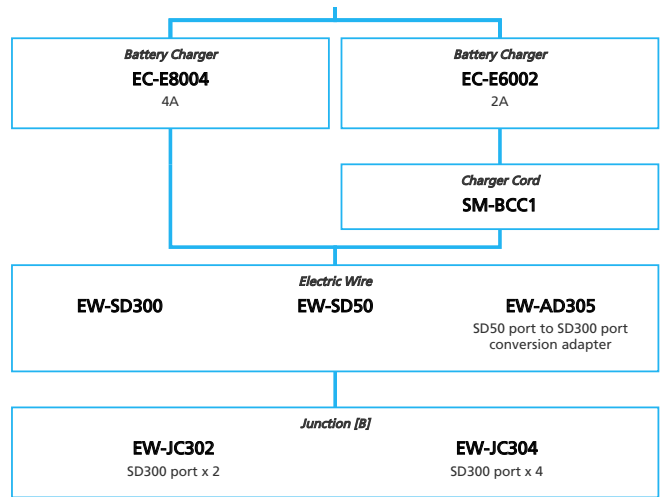 Battery Charger
EC-E8004
4A
Battery Charger
EC-E6002
2A
Charger Cord
SM-BCC1
Electric Wire
EW-SD300
EW-SD50
EW-AD305
SD50 port to SD300 port
conversion adapter
Junction [B]
EW-JC302
SD300 port x 2
EW-JC304
SD300 port x 4